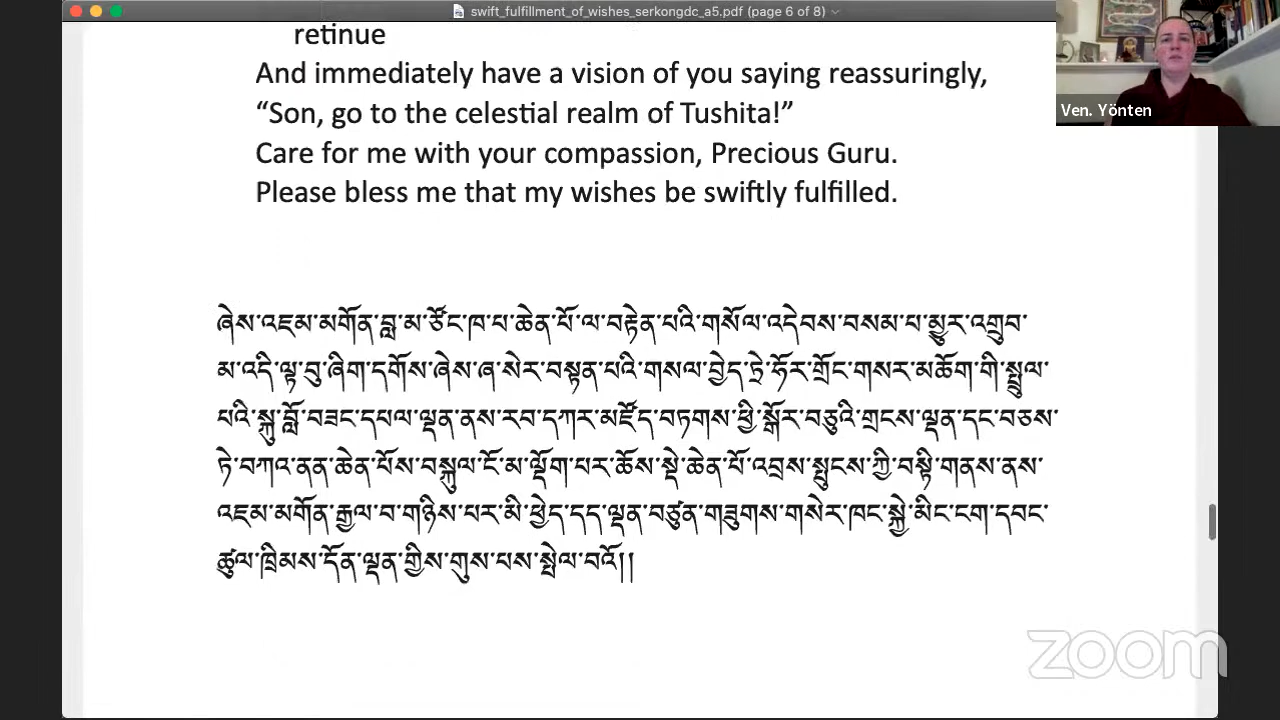 swift_fulfillment_of_wishes_serkongdc_a5.pdf (page 6 of 8)
retinue
And immediately have a vision of you saying reassuringly,
“Son, go to the celestial realm of Tushita!”
Care for me with your compassion, Precious Guru.
Please bless me that my wishes be swiftly fulfilled.
Ven. Yönten
ཞེས་འཇམ་མགོན་བླ་མ་ཙོང་ཁ་པ་ཆེན་པོ་ལ་བརྟེན་པའི་གསོལ་འདེབས་བསམ་པ་མྱུར་འགྲུབ་
མ་འདི་ལྟ་བུ་ཞིག་དགོས་ཞེས་ཞ་སེར་བསྟན་པའི་གསལ་བྱེད་ཏྲེ་ཧོར་གྲོང་གསར་མཆོག་གི་སྤྲུལ་
པའི་སྐུ་བློ་བཟང་དཔལ་ལྡན་ནས་རབ་དཀར་མཛོད་བཏགས་ཕྱི་སྒོར་བཅུའི་གྲངས་ལྡན་དང་བཅས་
ཏེ་བཀའ་ནན་ཆེན་པོས་བསྐུལ་ངོ་མ་ལྡོག་པར་ཆོས་སྡེ་ཆེན་པོ་འབྲས་སྤུངས་ཀྱི་བསྟི་གནས་ནས་
འཇམ་མགོན་རྒྱལ་བ་གཉིས་པར་མི་ཕྱེད་དད་ལྡན་བཙུན་གཟུགས་གསེར་ཁང་སྐྱེ་མིང་ངག་དབང་
ཚུལ་ཁྲིམས་དོན་ལྡན་གྱིས་གུས་པས་སྤེལ་བའོ།།
zoom